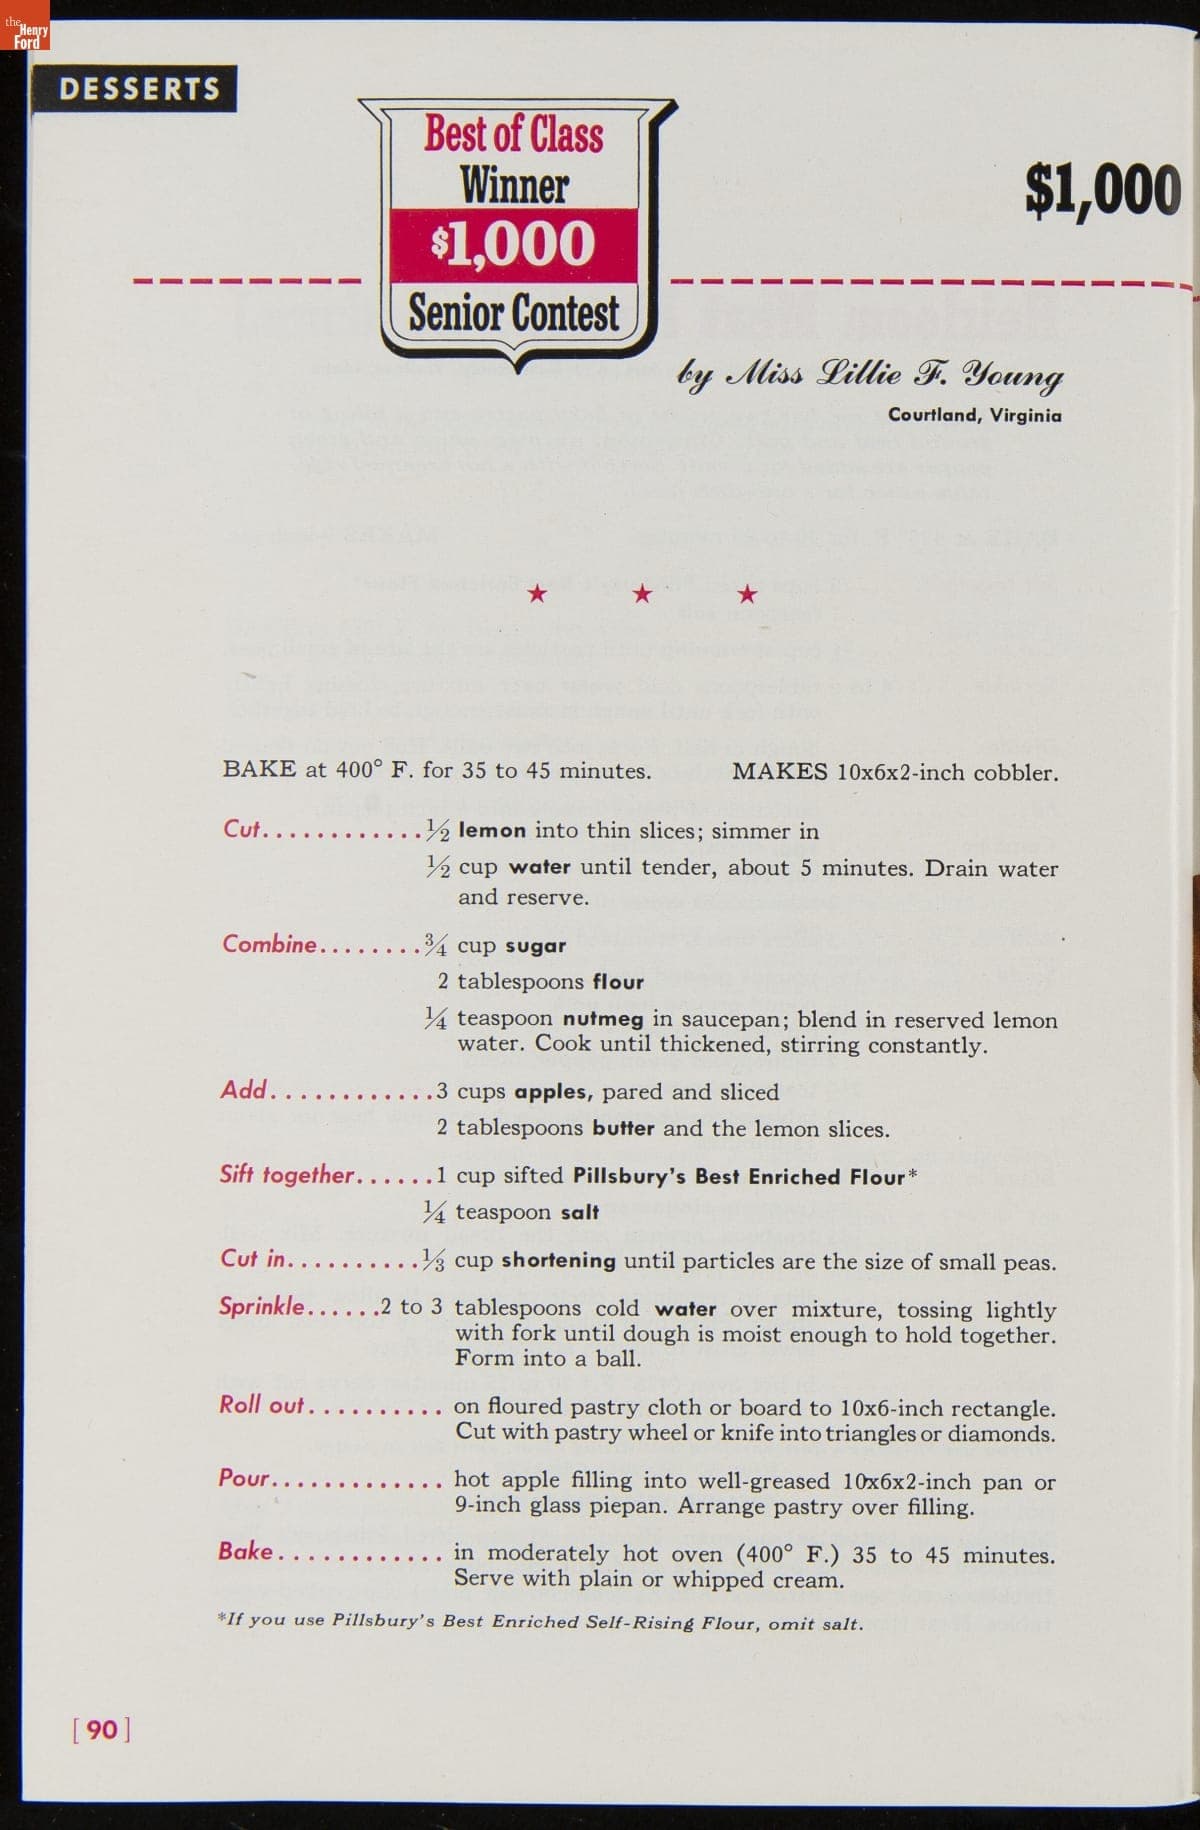 the
Henry
Ford
DESSERTS
Best of Class
Winner
$1,000
Senior Contest
$1,000
by Miss Lillie F. Young
Courtland, Virginia
BAKE at 400° F. for 35 to 45 minutes. MAKES 10x6x2-inch cobbler.
Cut............½ lemon into thin slices; simmer in
½ cup water until tender, about 5 minutes. Drain water
and reserve.
Combine........¾ cup sugar
2 tablespoons flour
¼ teaspoon nutmeg in saucepan; blend in reserved lemon
water. Cook until thickened, stirring constantly.
Add............3 cups apples, pared and sliced
2 tablespoons butter and the lemon slices.
Sift together......1 cup sifted Pillsbury's Best Enriched Flour*
¼ teaspoon salt
Cut in..........⅓ cup shortening until particles are the size of small peas.
Sprinkle......2 to 3 tablespoons cold water over mixture, tossing lightly
with fork until dough is moist enough to hold together.
Form into a ball.
Roll out.......... on floured pastry cloth or board to 10x6-inch rectangle.
Cut with pastry wheel or knife into triangles or diamonds.
Pour............. hot apple filling into well-greased 10x6x2-inch pan or
9-inch glass piepan. Arrange pastry over filling.
Bake............ in moderately hot oven (400° F.) 35 to 45 minutes.
Serve with plain or whipped cream.
*If you use Pillsbury's Best Enriched Self-Rising Flour, omit salt.
[90]